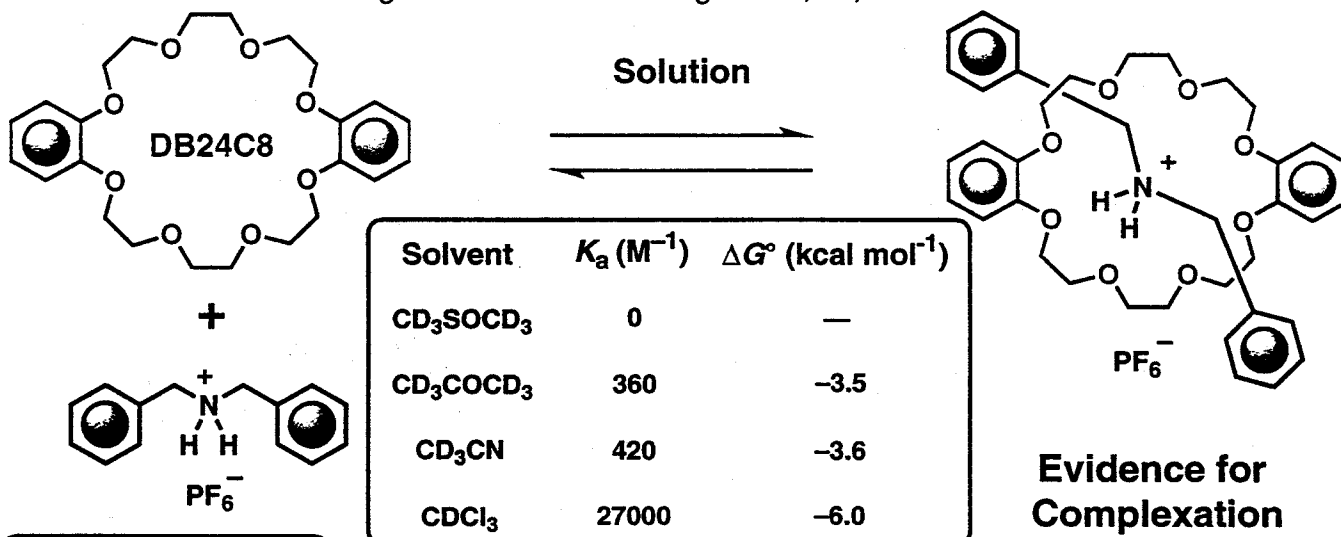 Solution
DB24C8
+
PF₆⁻
Solvent Kₐ (M⁻¹) ΔG° (kcal mol⁻¹)
CD₃SOCD₃ 0 —
CD₃COCD₃ 360 –3.5
CD₃CN 420 –3.6
CDCl₃ 27000 –6.0
PF₆⁻
Evidence for
Complexation
O O O O O O O O
N + H H
O O O O O O O O
N + H H